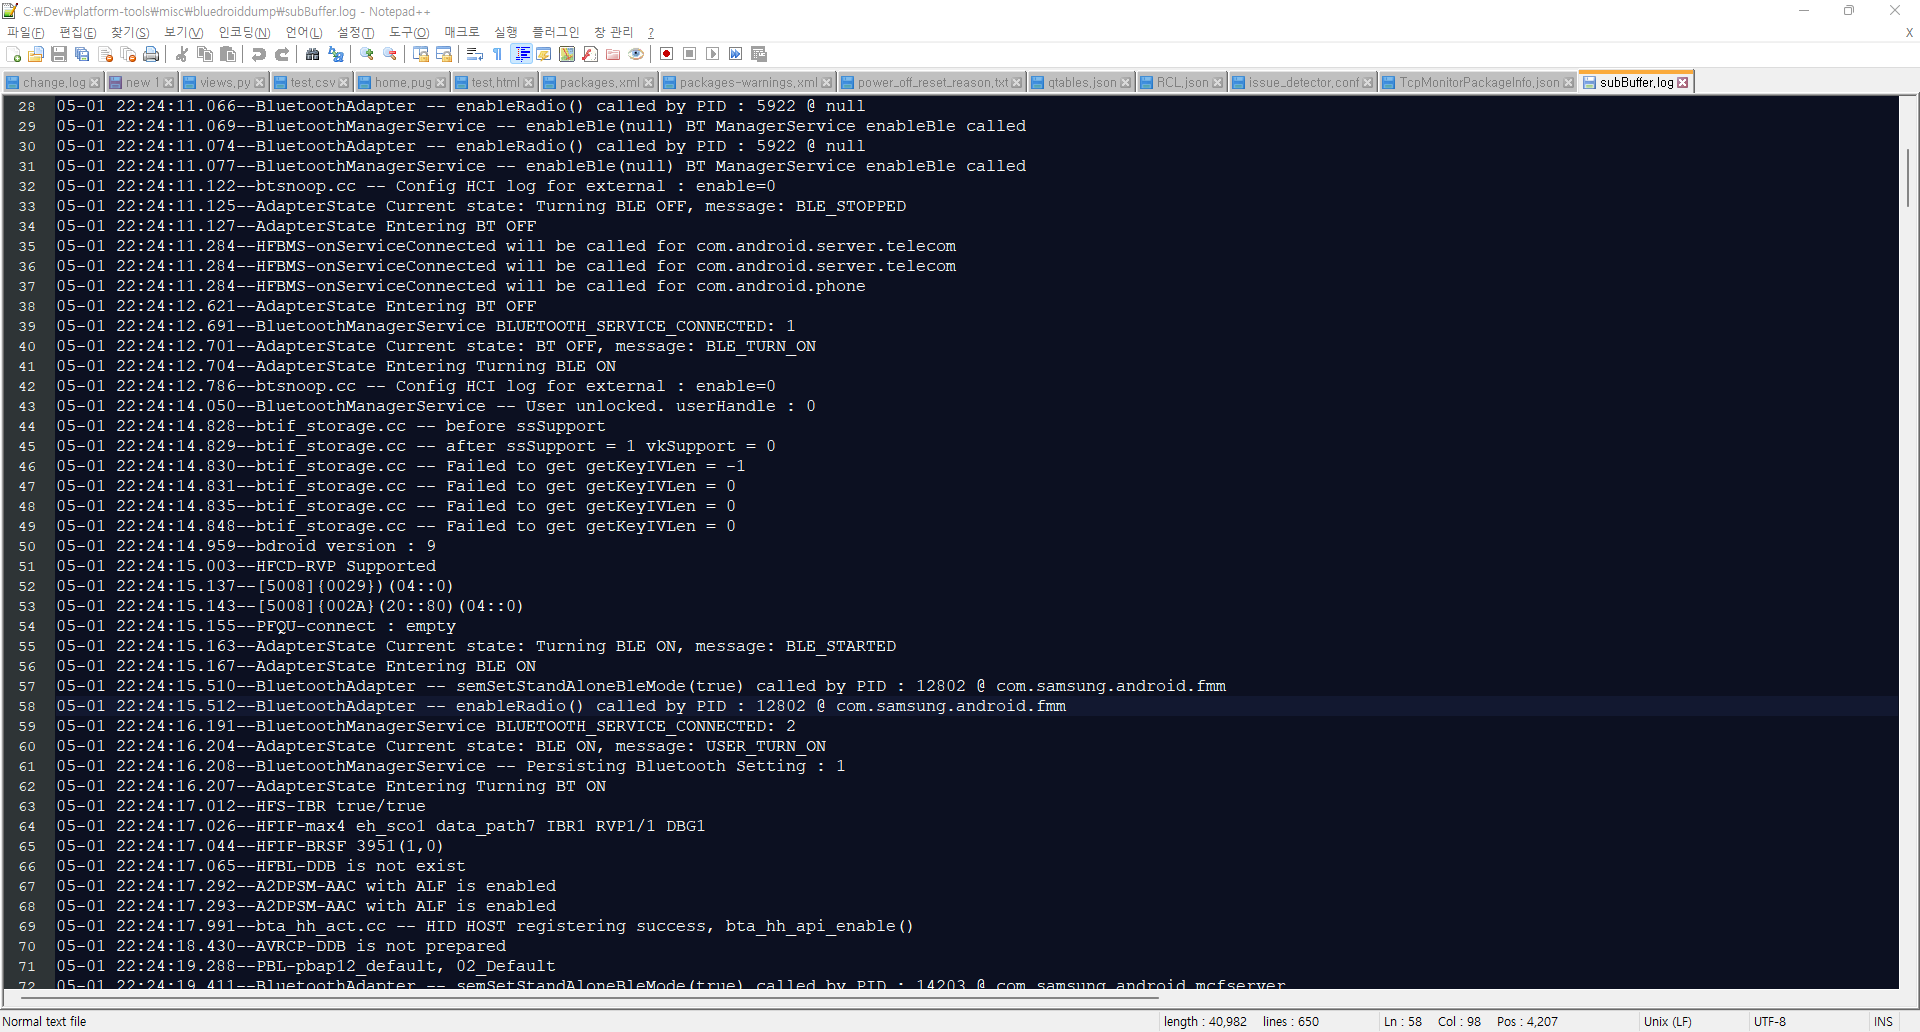 C:\Dev\platform-tools\misc\bluedroiddump\subBuffer.log - Notepad++
파일(F) 편집(E) 찾기(S) 보기(V) 인코딩(N) 언어(L) 설정(T) 도구(O) 매크로 실행 플러그인 창 관리 ? X
change.log new 1 views.py test.csv home.pug test.html packages.xml packages-warnings.xml power_off_reset_reason.txt qtables.json RCL.json issue_detector.conf TcpMonitorPackageInfo.json subBuffer.log
28 05-01 22:24:11.066--BluetoothAdapter -- enableRadio() called by PID : 5922 @ null
29 05-01 22:24:11.069--BluetoothManagerService -- enableBle(null) BT ManagerService enableBle called
30 05-01 22:24:11.074--BluetoothAdapter -- enableRadio() called by PID : 5922 @ null
31 05-01 22:24:11.077--BluetoothManagerService -- enableBle(null) BT ManagerService enableBle called
32 05-01 22:24:11.122--btsnoop.cc -- Config HCI log for external : enable=0
33 05-01 22:24:11.125--AdapterState Current state: Turning BLE OFF, message: BLE_STOPPED
34 05-01 22:24:11.127--AdapterState Entering BT OFF
35 05-01 22:24:11.284--HFBMS-onServiceConnected will be called for com.android.server.telecom
36 05-01 22:24:11.284--HFBMS-onServiceConnected will be called for com.android.server.telecom
37 05-01 22:24:11.284--HFBMS-onServiceConnected will be called for com.android.phone
38 05-01 22:24:12.621--AdapterState Entering BT OFF
39 05-01 22:24:12.691--BluetoothManagerService BLUETOOTH_SERVICE_CONNECTED: 1
40 05-01 22:24:12.701--AdapterState Current state: BT OFF, message: BLE_TURN_ON
41 05-01 22:24:12.704--AdapterState Entering Turning BLE ON
42 05-01 22:24:12.786--btsnoop.cc -- Config HCI log for external : enable=0
43 05-01 22:24:14.050--BluetoothManagerService -- User unlocked. userHandle : 0
44 05-01 22:24:14.828--btif_storage.cc -- before ssSupport
45 05-01 22:24:14.829--btif_storage.cc -- after ssSupport = 1 vkSupport = 0
46 05-01 22:24:14.830--btif_storage.cc -- Failed to get getKeyIVLen = -1
47 05-01 22:24:14.831--btif_storage.cc -- Failed to get getKeyIVLen = 0
48 05-01 22:24:14.835--btif_storage.cc -- Failed to get getKeyIVLen = 0
49 05-01 22:24:14.848--btif_storage.cc -- Failed to get getKeyIVLen = 0
50 05-01 22:24:14.959--bdroid version : 9
51 05-01 22:24:15.003--HFCD-RVP Supported
52 05-01 22:24:15.137--[5008]{0029})(04::0)
53 05-01 22:24:15.143--[5008]{002A}(20::80)(04::0)
54 05-01 22:24:15.155--PFQU-connect : empty
55 05-01 22:24:15.163--AdapterState Current state: Turning BLE ON, message: BLE_STARTED
56 05-01 22:24:15.167--AdapterState Entering BLE ON
57 05-01 22:24:15.510--BluetoothAdapter -- semSetStandAloneBleMode(true) called by PID : 12802 @ com.samsung.android.fmm
58 05-01 22:24:15.512--BluetoothAdapter -- enableRadio() called by PID : 12802 @ com.samsung.android.fmm
59 05-01 22:24:16.191--BluetoothManagerService BLUETOOTH_SERVICE_CONNECTED: 2
60 05-01 22:24:16.204--AdapterState Current state: BLE ON, message: USER_TURN_ON
61 05-01 22:24:16.208--BluetoothManagerService -- Persisting Bluetooth Setting : 1
62 05-01 22:24:16.207--AdapterState Entering Turning BT ON
63 05-01 22:24:17.012--HFS-IBR true/true
64 05-01 22:24:17.026--HFIF-max4 eh_sco1 data_path7 IBR1 RVP1/1 DBG1
65 05-01 22:24:17.044--HFIF-BRSF 3951(1,0)
66 05-01 22:24:17.065--HFBL-DDB is not exist
67 05-01 22:24:17.292--A2DPSM-AAC with ALF is enabled
68 05-01 22:24:17.293--A2DPSM-AAC with ALF is enabled
69 05-01 22:24:17.991--bta_hh_act.cc -- HID HOST registering success, bta_hh_api_enable()
70 05-01 22:24:18.430--AVRCP-DDB is not prepared
71 05-01 22:24:19.288--PBL-pbap12_default, 02_Default
72 05-01 22:24:19.411--BluetoothAdapter -- semSetStandAloneBleMode(true) called by PID : 14203 @ com.samsung.android.mcfserver
Normal text file length : 40,982 lines : 650 Ln : 58 Col : 98 Pos : 4,207 Unix (LF) UTF-8 INS